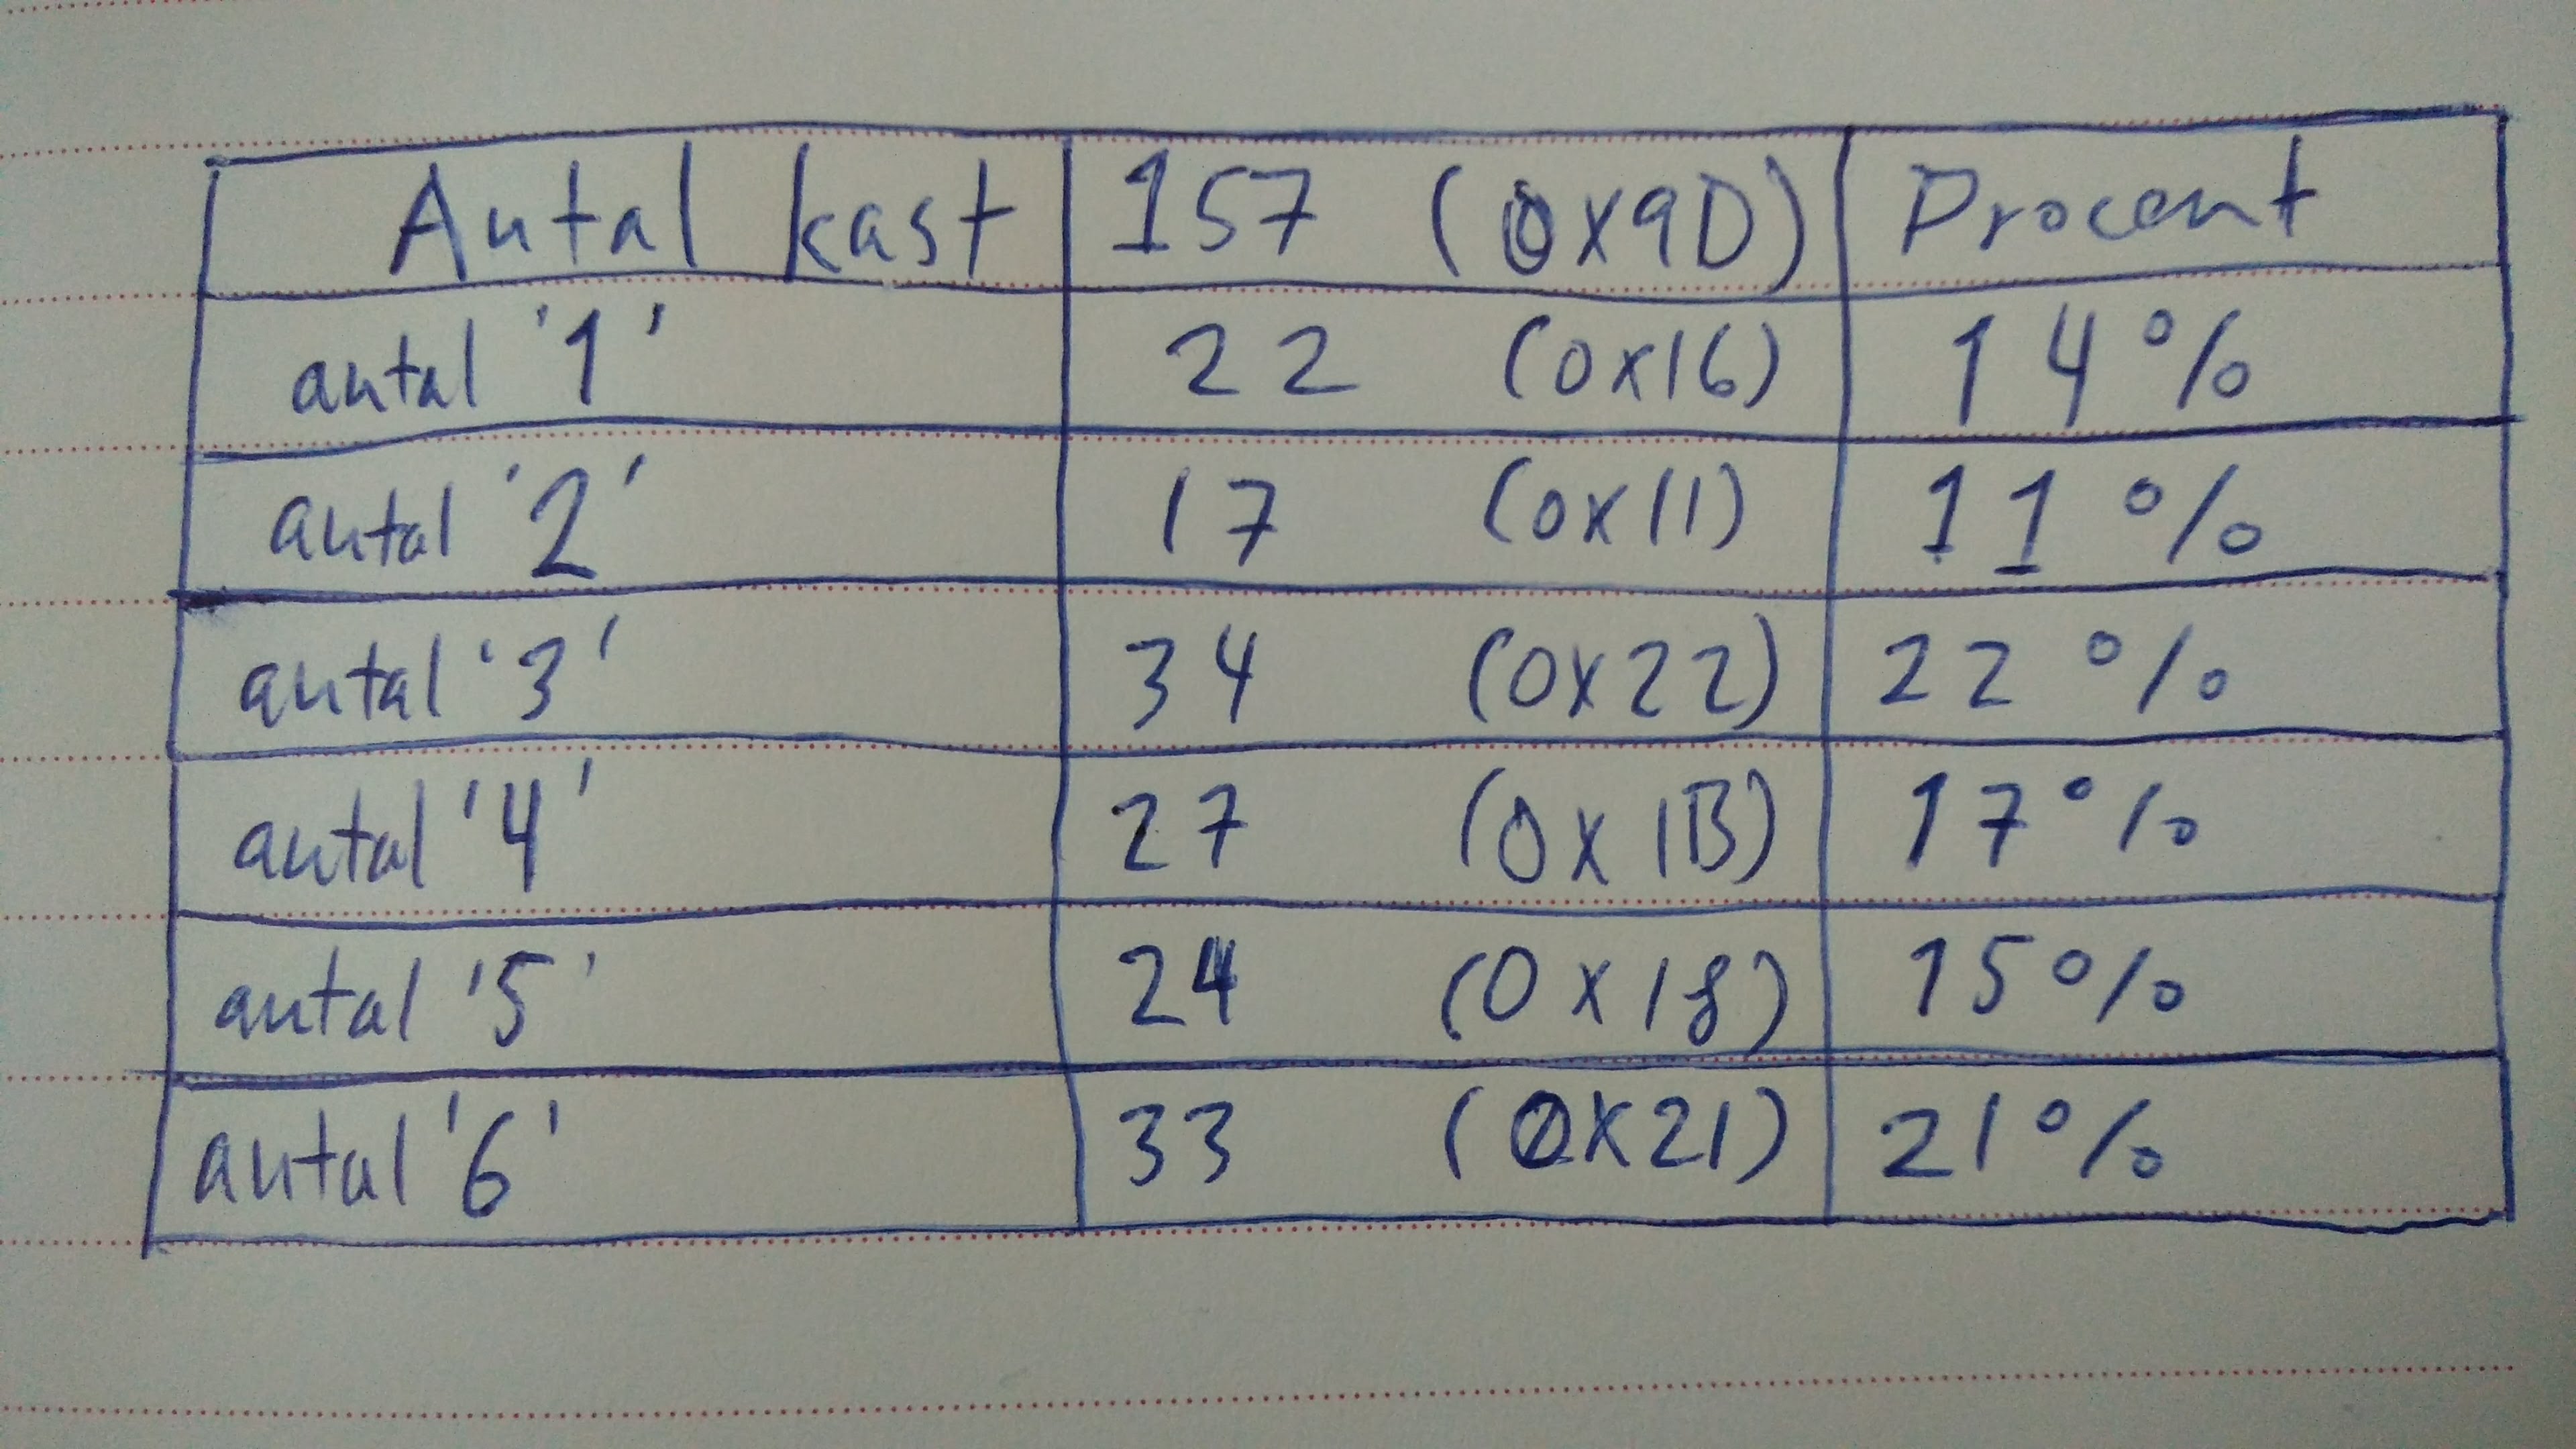 Antal kast 157 (0x9D) Procent
antal '1' 22 (0x16) 14%
antal '2' 17 (0x11) 11%
antal '3' 34 (0x22) 22%
antal '4' 27 (0x1B) 17%
antal '5' 24 (0x18) 15%
antal '6' 33 (0x21) 21%